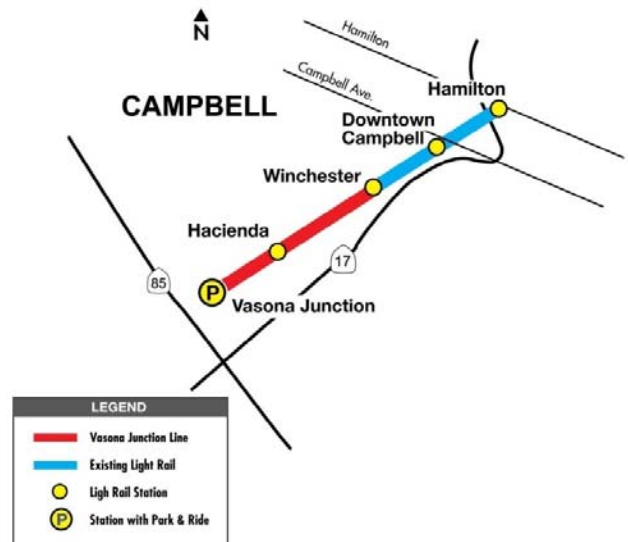 N
Hamilton
Campbell Ave.
Hamilton
CAMPBELL
Downtown
Campbell
Winchester
Hacienda
17
85
P
Vasona Junction
LEGEND
Vasona Junction Line
Existing Light Rail
Ligh Rail Station
P
Station with Park & Ride